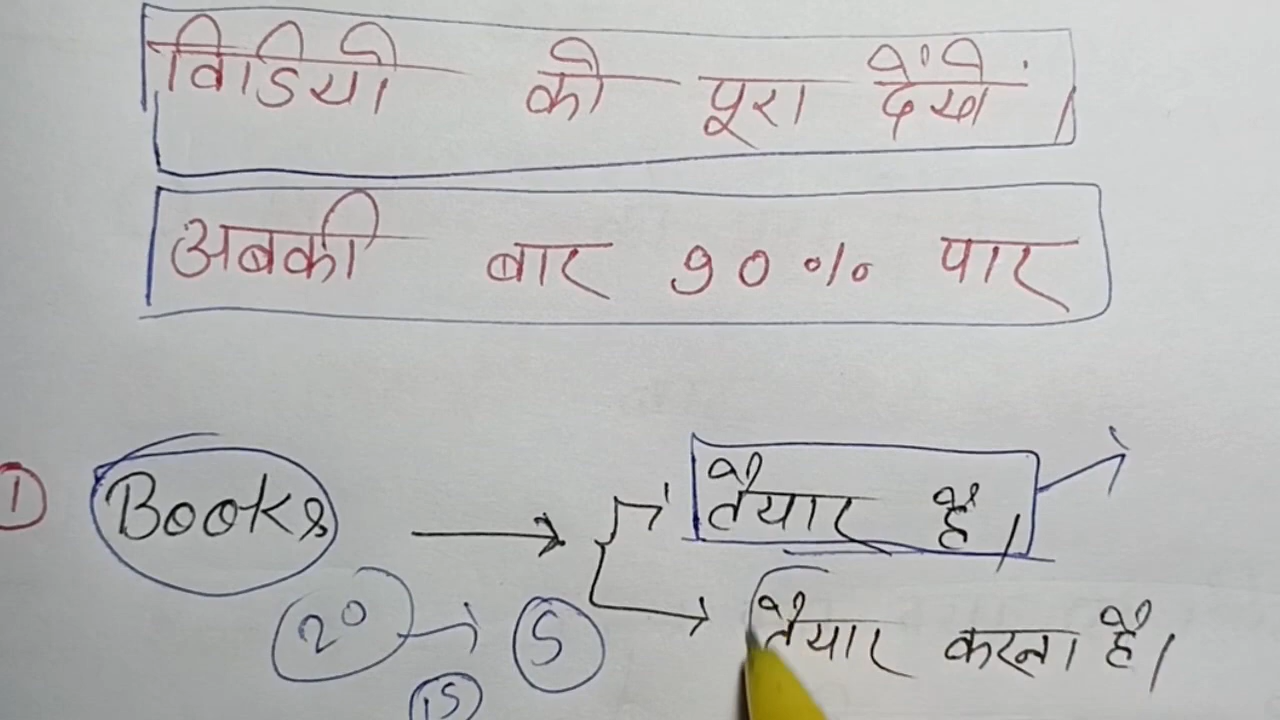 विडियो को पूरा देखें।
अबकी बार 90% पार
1 Books → तैयार है।
20 → 5 तैयार करना है।
15